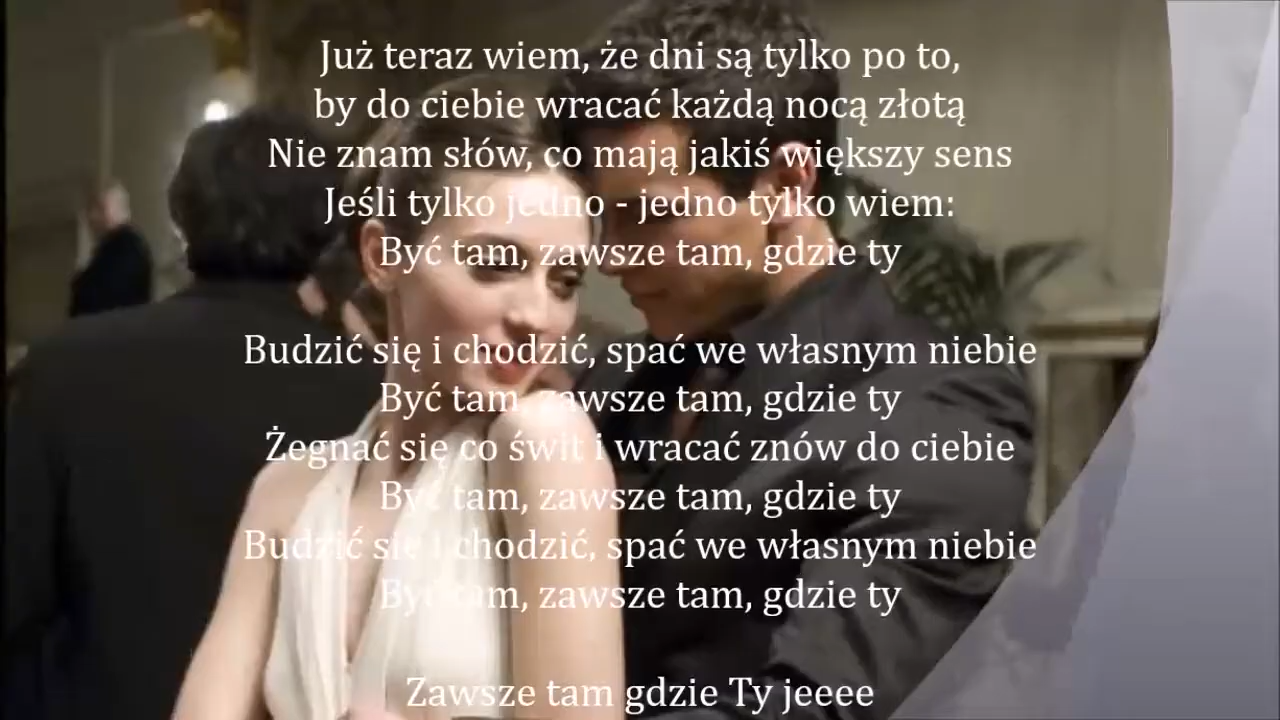 Już teraz wiem, że dni są tylko po to,
by do ciebie wracać każdą nocą złotą
Nie znam słów, co mają jakiś większy sens
Jeśli tylko jedno - jedno tylko wiem:
Być tam, zawsze tam, gdzie ty
Budzić się i chodzić, spać we własnym niebie
Być tam, zawsze tam, gdzie ty
Żegnać się co świt i wracać znów do ciebie
Być tam, zawsze tam, gdzie ty
Budzić się i chodzić, spać we własnym niebie
Być tam, zawsze tam, gdzie ty
Zawsze tam gdzie Ty jeeee